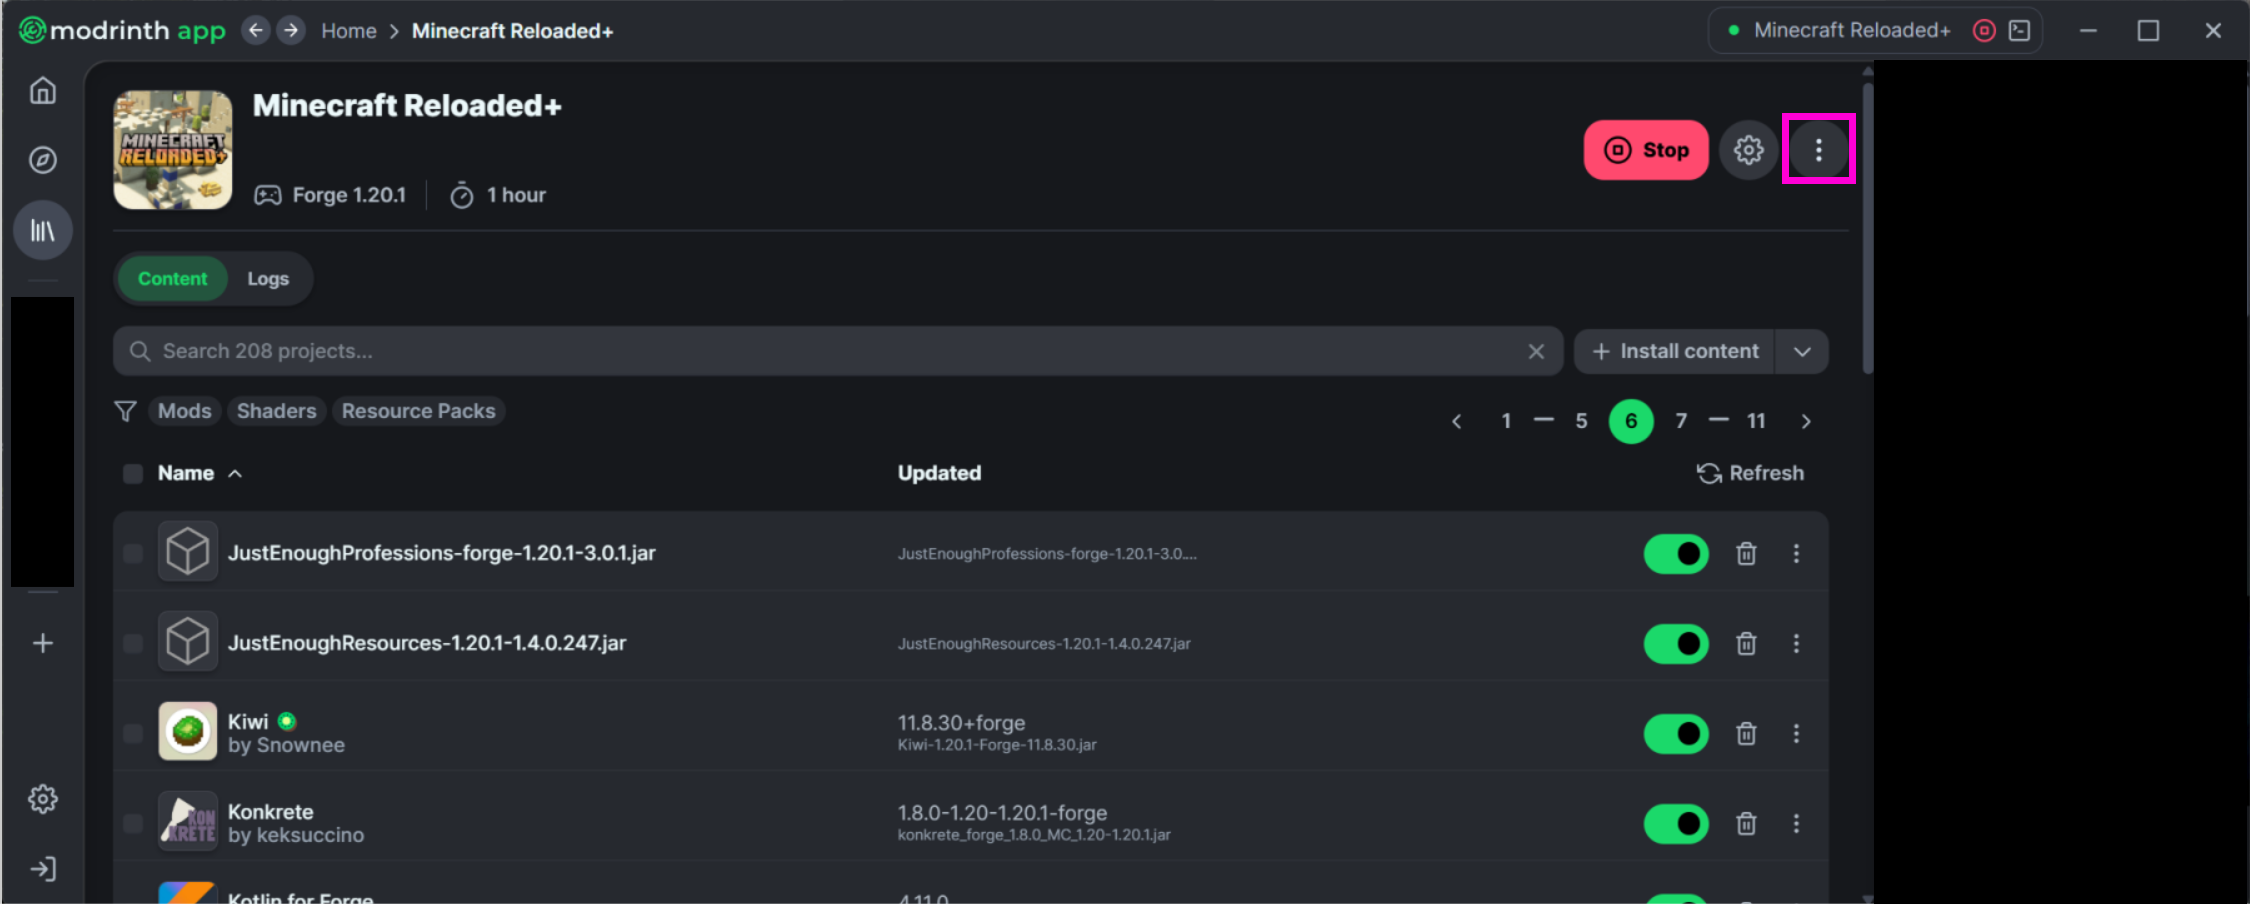 modrinth app Home > Minecraft Reloaded+ Minecraft Reloaded+
MINECRAFT
RELOADED+
Minecraft Reloaded+
Stop
Forge 1.20.1 1 hour
Content Logs
Search 208 projects... + Install content
Mods Shaders Resource Packs
1 — 5 6 7 — 11
Name Updated Refresh
JustEnoughProfessions-forge-1.20.1-3.0.1.jar JustEnoughProfessions-forge-1.20.1-3.0....
JustEnoughResources-1.20.1-1.4.0.247.jar JustEnoughResources-1.20.1-1.4.0.247.jar
Kiwi 11.8.30+forge
by Snownee Kiwi-1.20.1-Forge-11.8.30.jar
KON
KRETE
Konkrete 1.8.0-1.20-1.20.1-forge
by keksuccino konkrete_forge_1.8.0_MC_1.20-1.20.1.jar
Kotlin for Forge 4.11.0